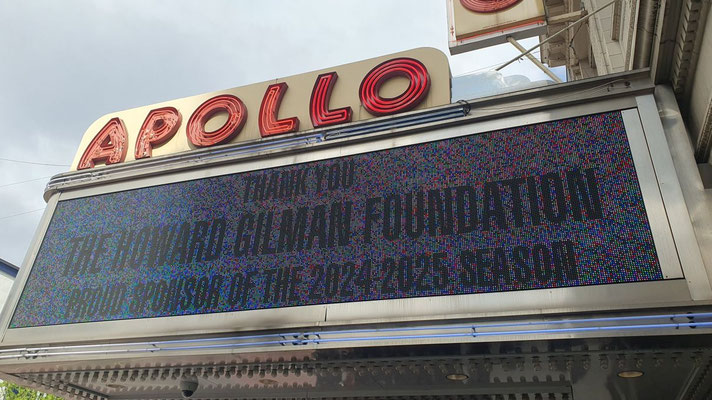 APOLLO
THANK YOU
THE HOWARD GILMAN FOUNDATION
PROUD SPONSOR OF THE 2024-2025 SEASON